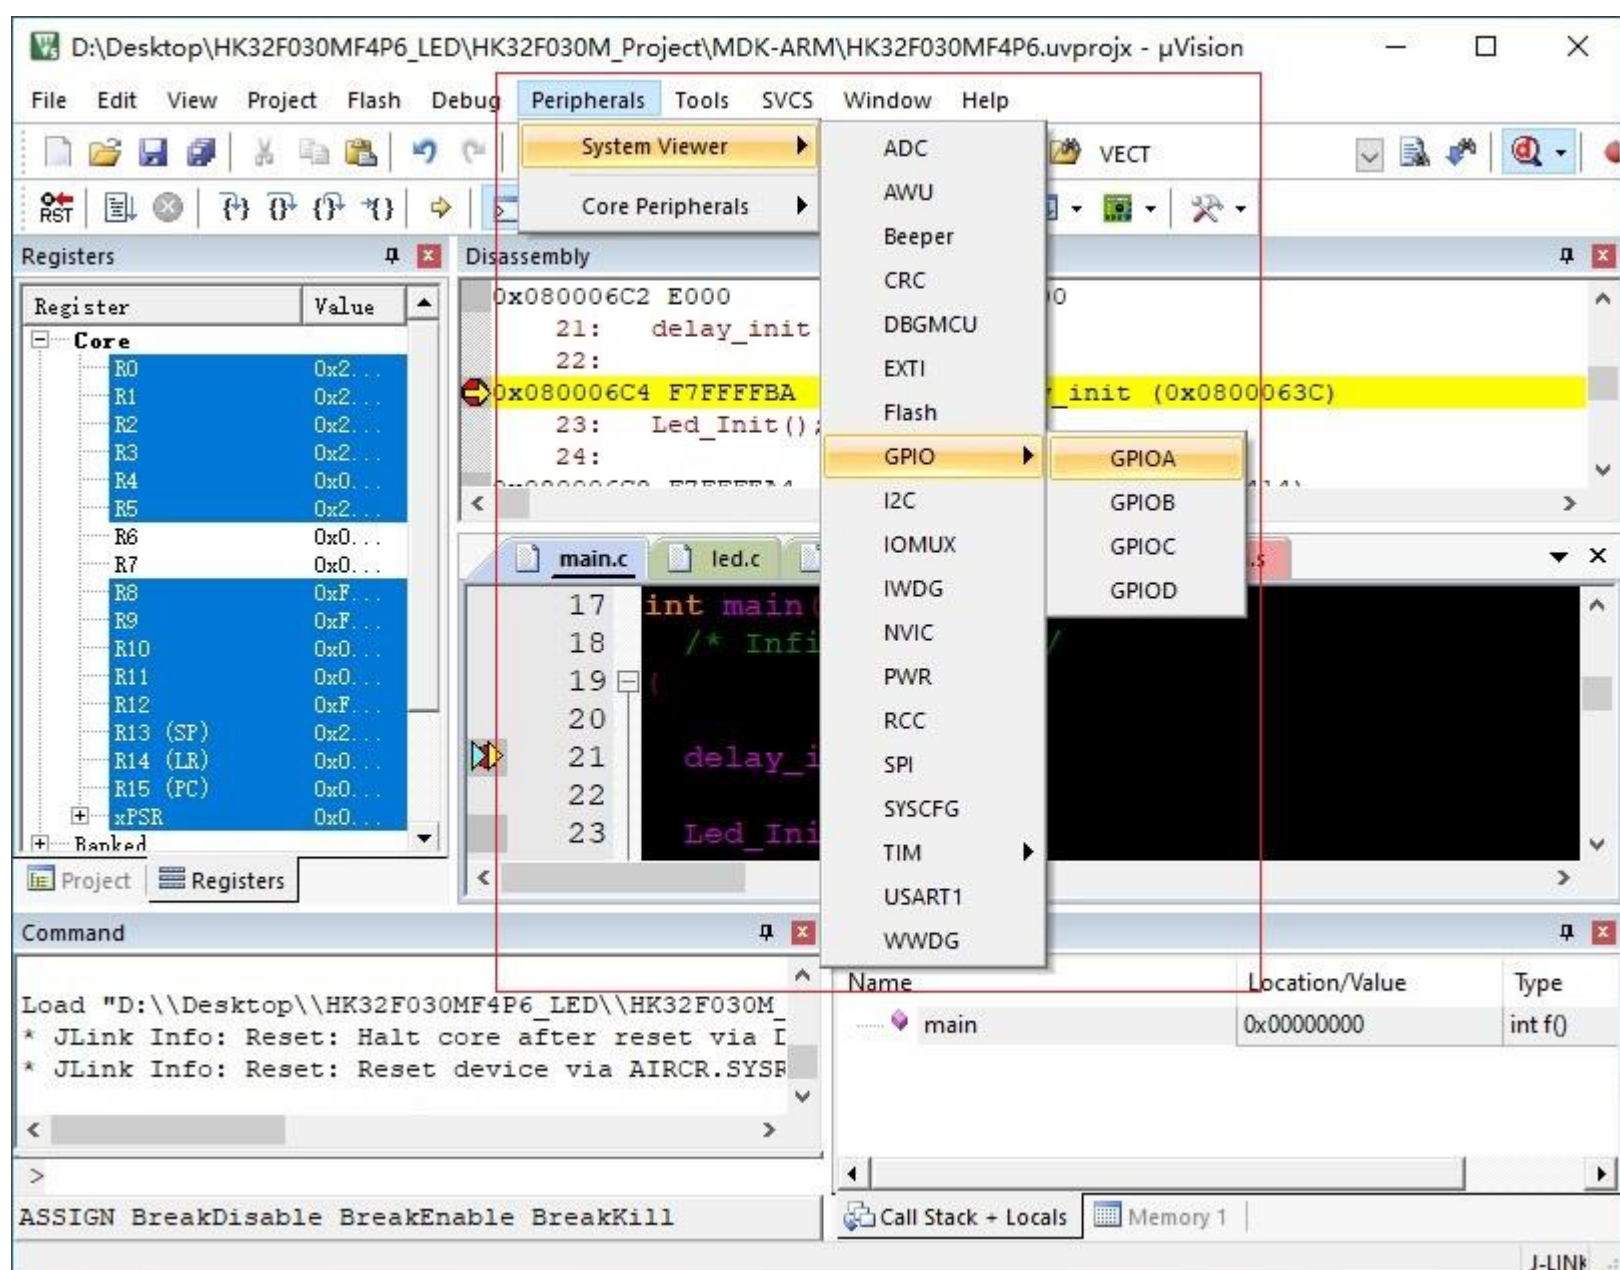 D:\Desktop\HK32F030MF4P6_LED\HK32F030M_Project\MDK-ARM\HK32F030MF4P6.uvprojx - µVision
File Edit View Project Flash Debug Peripherals Tools SVCS Window Help
System Viewer
Core Peripherals
VECT
RST
ADC
AWU
Beeper
CRC
DBGMCU
EXTI
Flash
GPIO
I2C
IOMUX
IWDG
NVIC
PWR
RCC
SPI
SYSCFG
TIM
USART1
WWDG
GPIOA
GPIOB
GPIOC
GPIOD
Registers
Register Value
Core
R0 0x2...
R1 0x2...
R2 0x2...
R3 0x2...
R4 0x0...
R5 0x2...
R6 0x0...
R7 0x0...
R8 0xF...
R9 0xF...
R10 0x0...
R11 0x0...
R12 0xF...
R13 (SP) 0x2...
R14 (LR) 0x0...
R15 (PC) 0x0...
xPSR 0x0...
Banked
Project Registers
Disassembly
0x080006C2 E000
21: delay_init
22:
0x080006C4 F7FFFFBA _init (0x0800063C)
23: Led_Init();
24:
main.c led.c .s
17 int main(
18 /* Infi /
19 {
20
21 delay_i
22
23 Led_Ini
Command
Load "D:\\Desktop\\HK32F030MF4P6_LED\\HK32F030M_
* JLink Info: Reset: Halt core after reset via
* JLink Info: Reset: Reset device via AIRCR.SYSR
>
ASSIGN BreakDisable BreakEnable BreakKill
Name Location/Value Type
main 0x00000000 int f()
Call Stack + Locals Memory 1
J-LINK